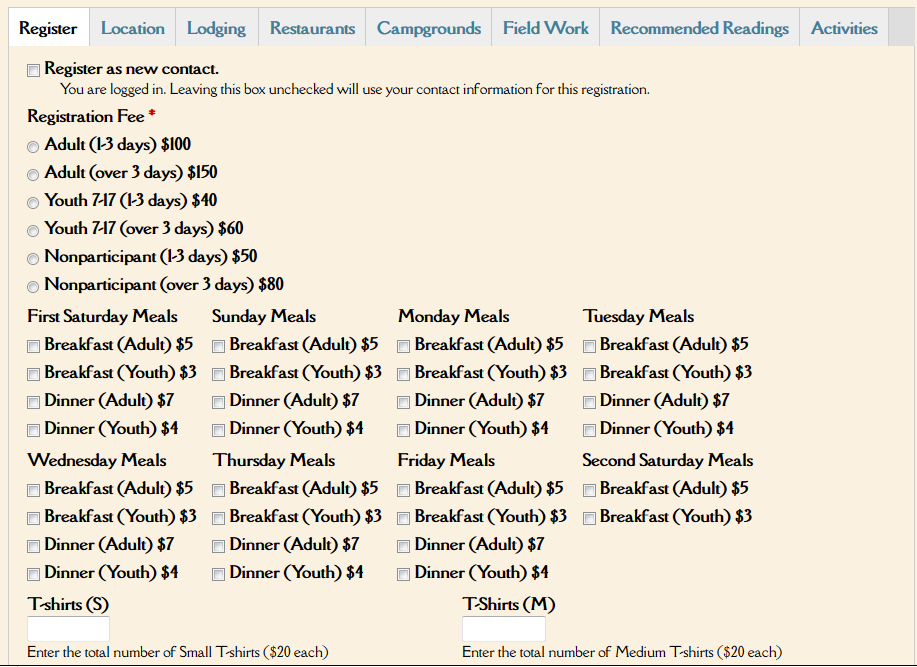 Register Location Lodging Restaurants Campgrounds Field Work Recommended Readings Activities
Register as new contact.
You are logged in. Leaving this box unchecked will use your contact information for this registration.
Registration Fee *
Adult (1-3 days) $100
Adult (over 3 days) $150
Youth 7-17 (1-3 days) $40
Youth 7-17 (over 3 days) $60
Nonparticipant (1-3 days) $50
Nonparticipant (over 3 days) $80
First Saturday Meals Sunday Meals Monday Meals Tuesday Meals
Breakfast (Adult) $5 Breakfast (Adult) $5 Breakfast (Adult) $5 Breakfast (Adult) $5
Breakfast (Youth) $3 Breakfast (Youth) $3 Breakfast (Youth) $3 Breakfast (Youth) $3
Dinner (Adult) $7 Dinner (Adult) $7 Dinner (Adult) $7 Dinner (Adult) $7
Dinner (Youth) $4 Dinner (Youth) $4 Dinner (Youth) $4 Dinner (Youth) $4
Wednesday Meals Thursday Meals Friday Meals Second Saturday Meals
Breakfast (Adult) $5 Breakfast (Adult) $5 Breakfast (Adult) $5 Breakfast (Adult) $5
Breakfast (Youth) $3 Breakfast (Youth) $3 Breakfast (Youth) $3 Breakfast (Youth) $3
Dinner (Adult) $7 Dinner (Adult) $7 Dinner (Adult) $7
Dinner (Youth) $4 Dinner (Youth) $4 Dinner (Youth) $4
T-shirts (S) T-Shirts (M)
Enter the total number of Small T-shirts ($20 each) Enter the total number of Medium T-shirts ($20 each)